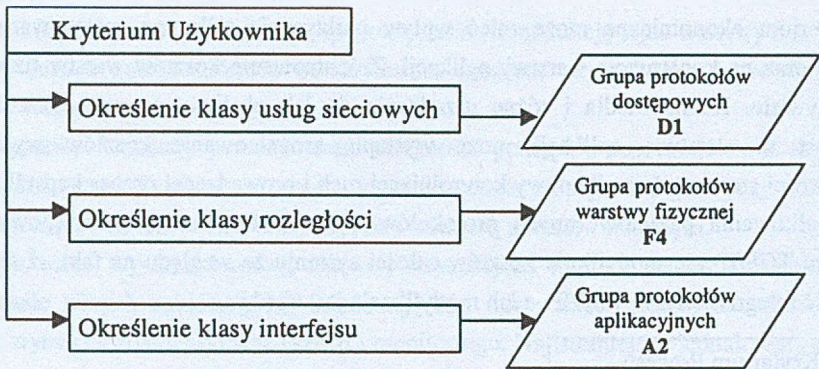 Kryterium Użytkownika
Określenie klasy usług sieciowych
Grupa protokołów
dostępowych
D1
Określenie klasy rozległości
Grupa protokołów
warstwy fizycznej
F4
Określenie klasy interfejsu
Grupa protokołów
aplikacyjnych
A2